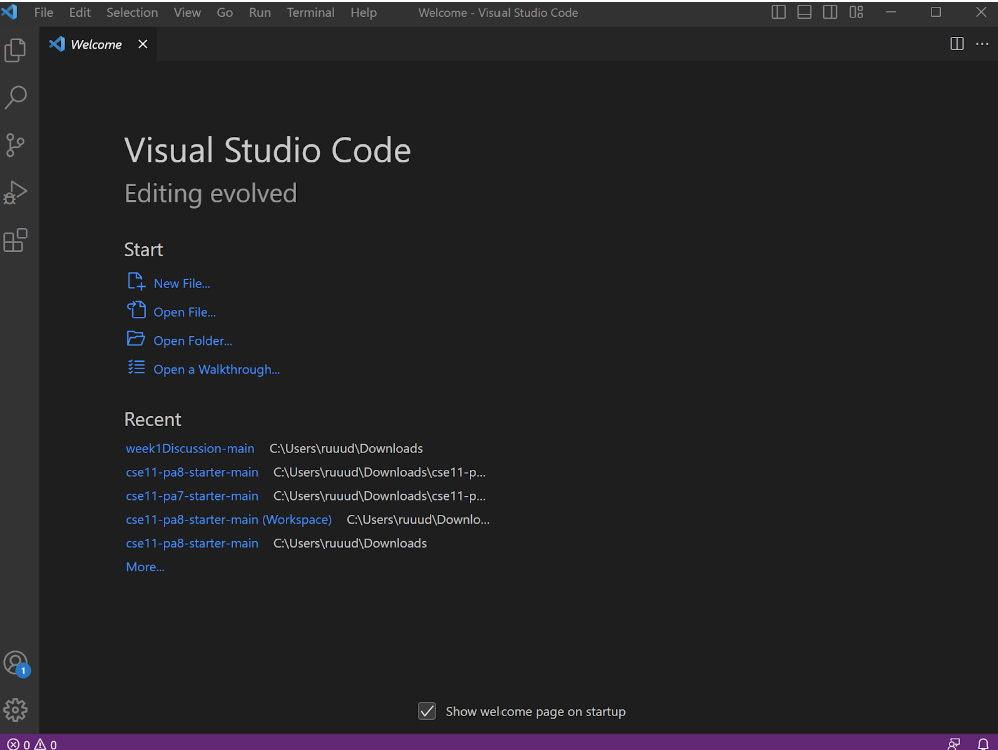 File Edit Selection View Go Run Terminal Help Welcome - Visual Studio Code
Welcome
Visual Studio Code
Editing evolved
Start
New File...
Open File...
Open Folder...
Open a Walkthrough...
Recent
week1Discussion-main C:\Users\ruuud\Downloads
cse11-pa8-starter-main C:\Users\ruuud\Downloads\cse11-p...
cse11-pa7-starter-main C:\Users\ruuud\Downloads\cse11-p...
cse11-pa8-starter-main (Workspace) C:\Users\ruuud\Downlo...
cse11-pa8-starter-main C:\Users\ruuud\Downloads
More...
1
Show welcome page on startup
0 0